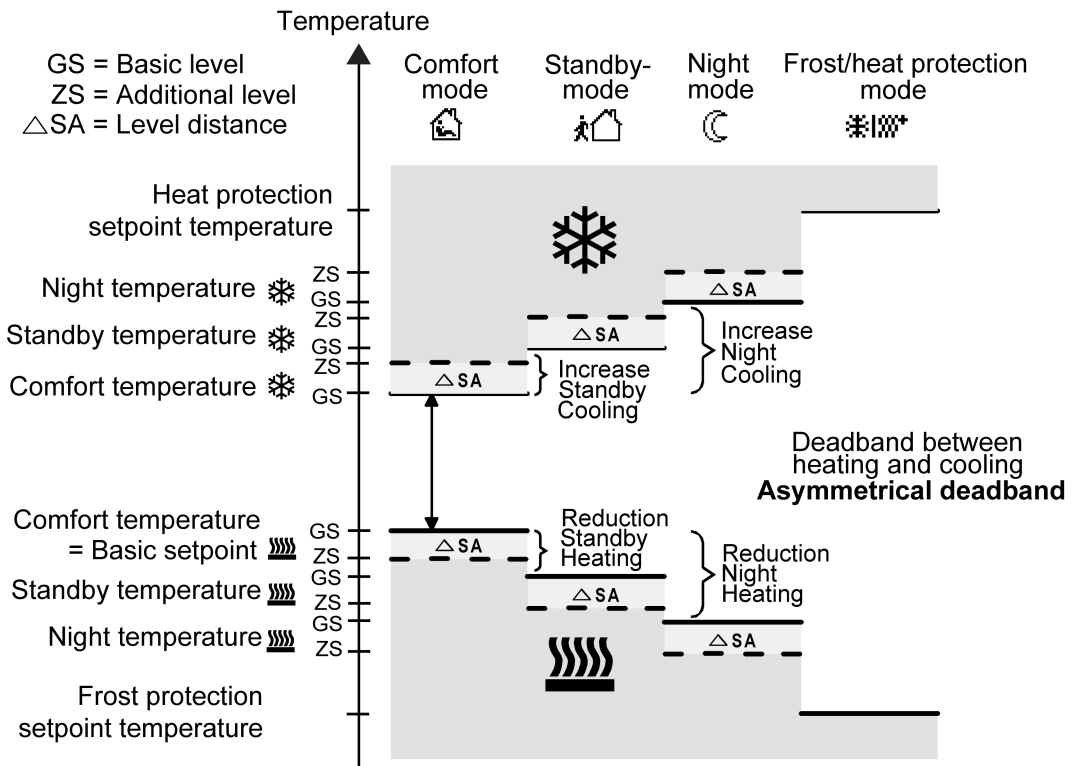 Temperature
GS = Basic level
ZS = Additional level
△SA = Level distance
Comfort
mode
Standby-
mode
Night
mode
Frost/heat protection
mode
Heat protection
setpoint temperature
Night temperature
ZS
GS
△ SA
Standby temperature
ZS
GS
△ SA
Comfort temperature
ZS
GS
△ SA
Increase
Standby
Cooling
Increase
Night
Cooling
Deadband between
heating and cooling
Asymmetrical deadband
Comfort temperature
= Basic setpoint
GS
ZS
△ SA
Reduction
Standby
Heating
Reduction
Night
Heating
Standby temperature
GS
ZS
△ SA
Night temperature
GS
ZS
△ SA
Frost protection
setpoint temperature